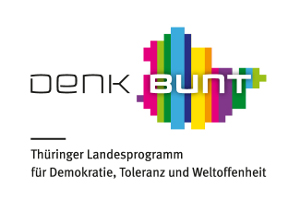 DENK BUNT
Thüringer Landesprogramm
für Demokratie, Toleranz und Weltoffenheit